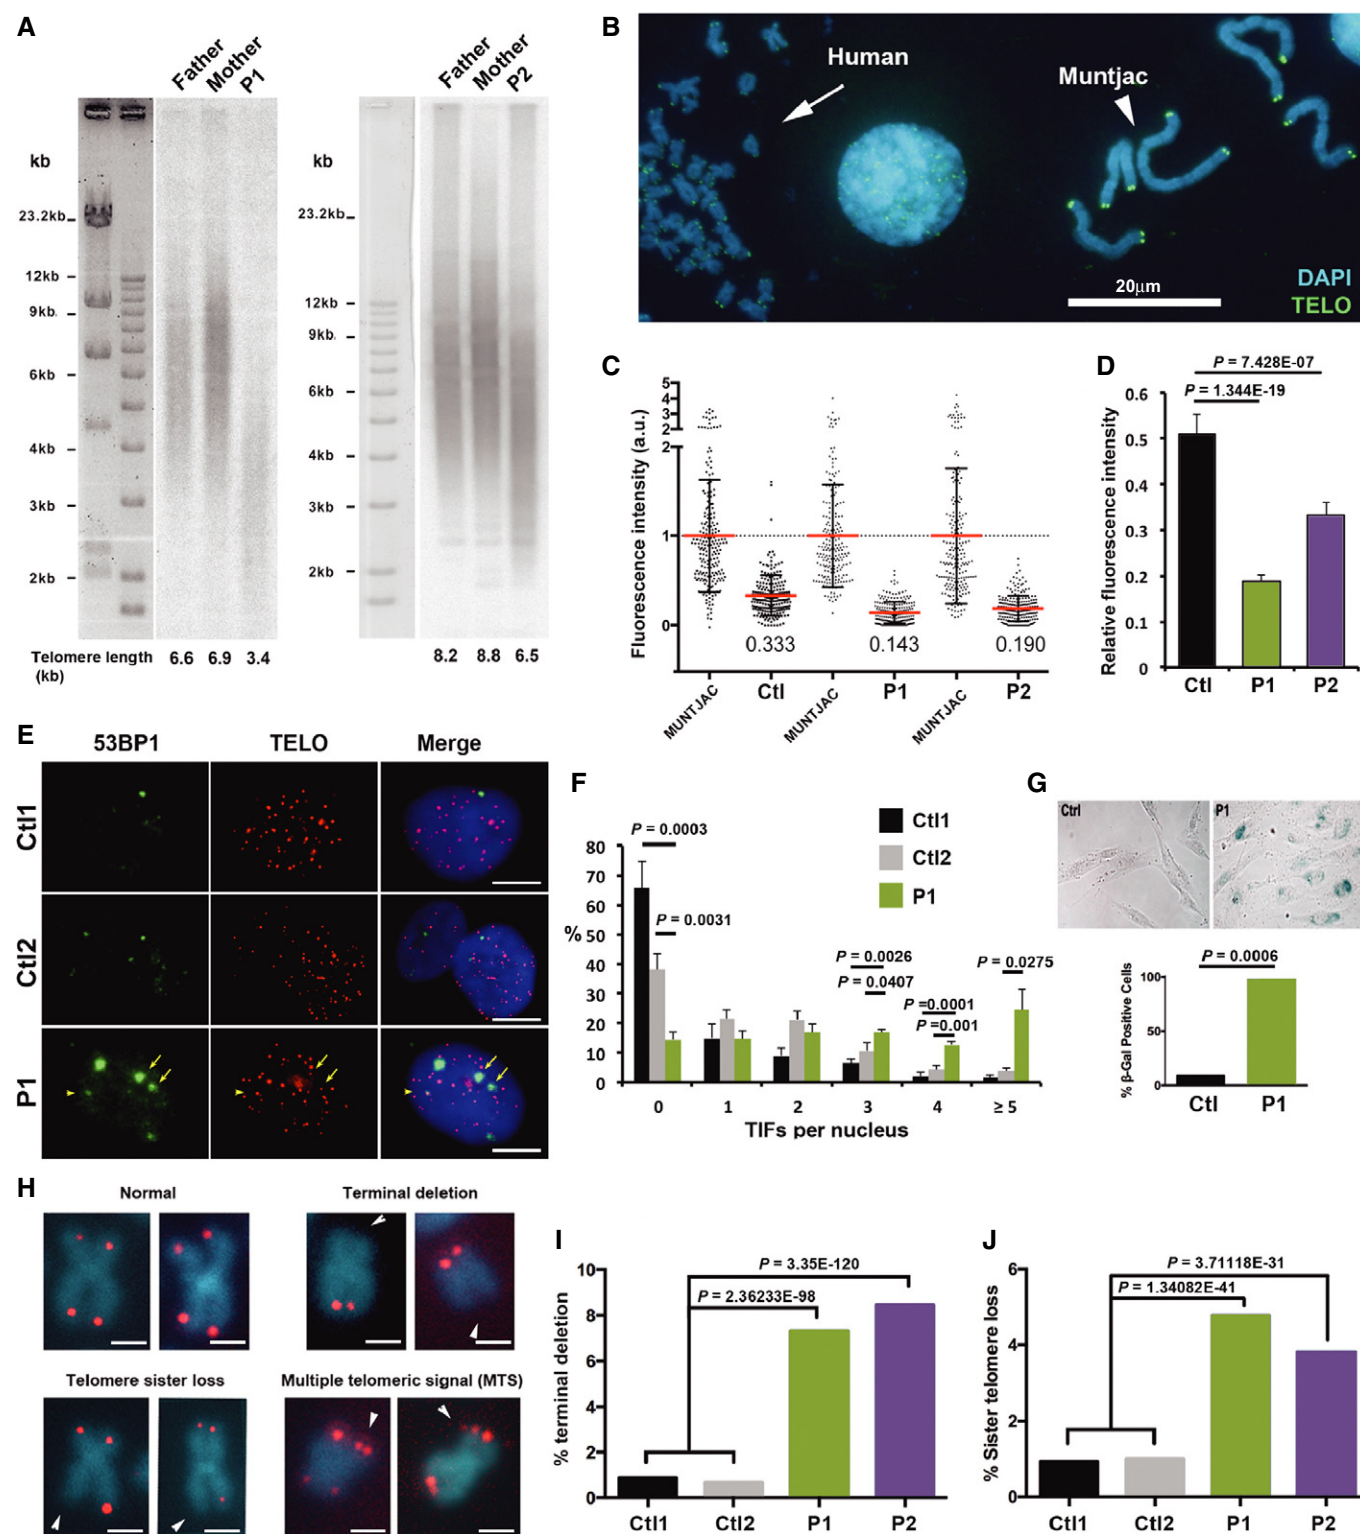 A
Father
Mother
P1
kb
23.2kb
12kb
9kb.
6kb
4kb
3kb
2kb
Telomere length
(kb)
6.6 6.9 3.4
Father
Mother
P2
kb
23.2kb
12kb
9kb
6kb
4kb
3kb
2kb
8.2 8.8 6.5
B
Human
Muntjac
20µm
DAPI
TELO
C
Fluorescence intensity (a.u.)
5
4
3
2
2
1
0
0.333
0.143
0.190
MUNTJAC
Ctl
MUNTJAC
P1
MUNTJAC
P2
D
P = 7.428E-07
P = 1.344E-19
Relative fluorescence intensity
0.6
0.5
0.4
0.3
0.2
0.1
0
Ctl P1 P2
E
53BP1 TELO Merge
Ctl1
Ctl2
P1
F
Ctl1
Ctl2
P1
P = 0.0003
P = 0.0031
P = 0.0026
P = 0.0407
P =0.0001
P =0.001
P = 0.0275
%
80
70
60
50
40
30
20
10
0
0 1 2 3 4 ≥ 5
TIFs per nucleus
G
Ctrl
P1
P = 0.0006
% β-Gal Positive Cells
100
50
0
Ctl P1
H
Normal
Terminal deletion
Telomere sister loss
Multiple telomeric signal (MTS)
I
P = 3.35E-120
P = 2.36233E-98
% terminal deletion
10
8
6
4
2
0
Ctl1 Ctl2 P1 P2
J
P = 3.71118E-31
P = 1.34082E-41
% Sister telomere loss
6
4
2
0
Ctl1 Ctl2 P1 P2